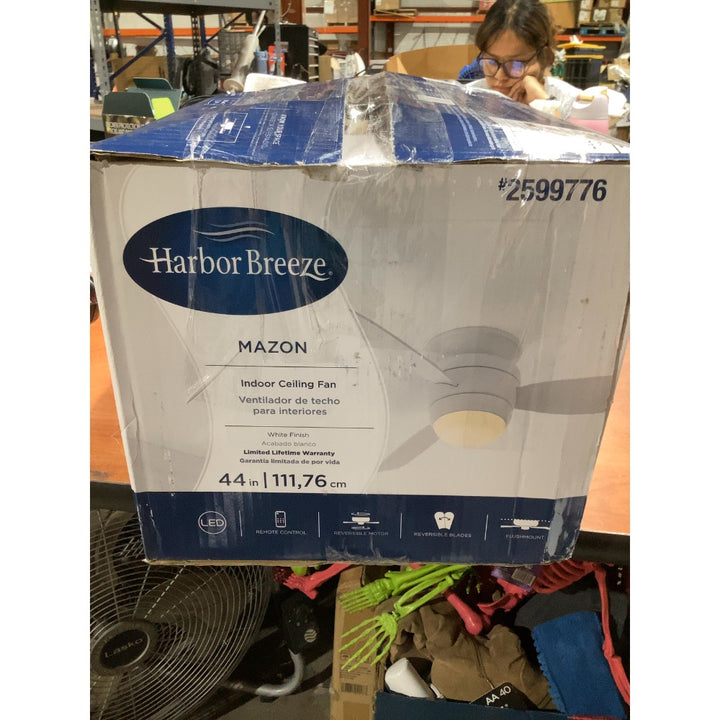 #2599776
Harbor Breeze®
MAZON
Indoor Ceiling Fan
Ventilador de techo
para interiores
White Finish
Acabado blanco
Limited Lifetime Warranty
Garantía limitada de por vida
44 in | 111,76 cm
LED
REMOTE CONTROL
REVERSIBLE MOTOR
REVERSIBLE BLADES
FLUSHMOUNT
Lasko
AA 40